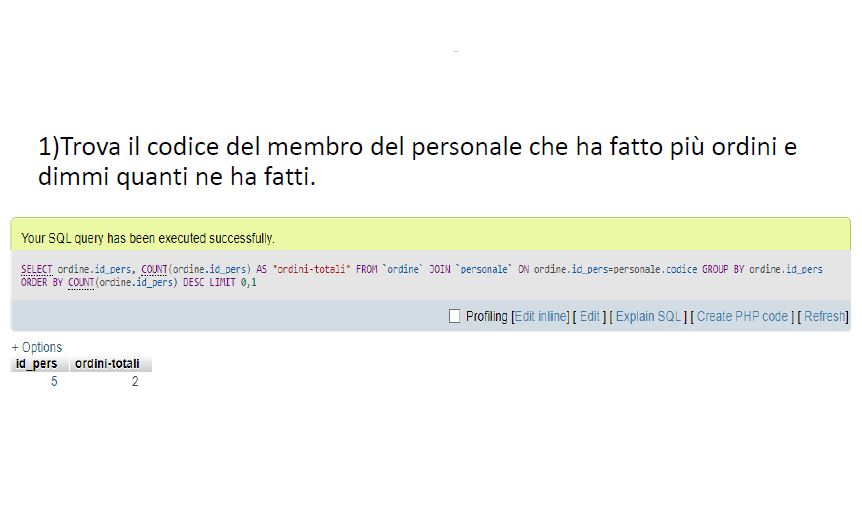 1)Trova il codice del membro del personale che ha fatto più ordini e
dimmi quanti ne ha fatti.
Your SQL query has been executed successfully.
SELECT ordine.id_pers, COUNT(ordine.id_pers) AS "ordini-totali" FROM `ordine` JOIN `personale` ON ordine.id_pers=personale.codice GROUP BY ordine.id_pers
ORDER BY COUNT(ordine.id_pers) DESC LIMIT 0,1
Profiling [Edit inline] [ Edit ] [ Explain SQL ] [ Create PHP code ] [ Refresh]
+ Options
id_pers ordini-totali
5 2